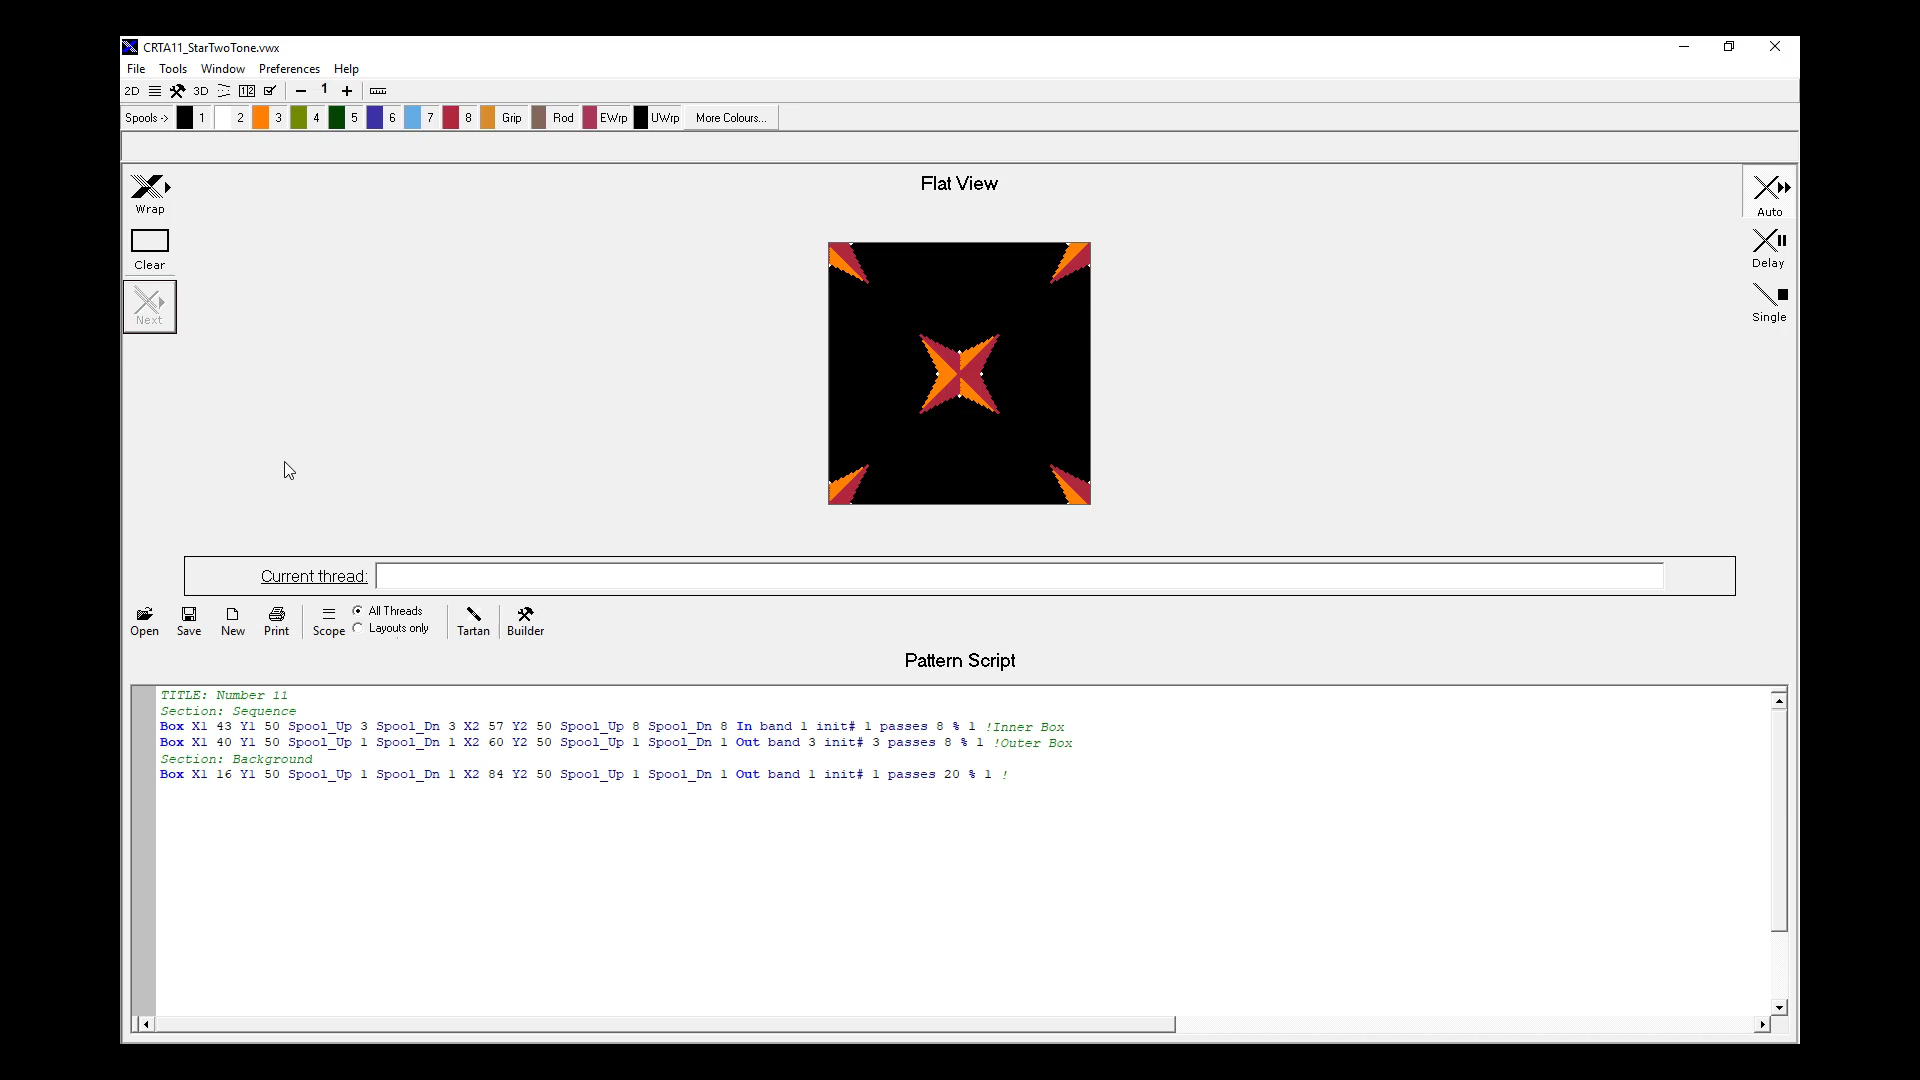 CRTA11_StarTwoTone.vwx
File Tools Window Preferences Help
2D 3D 1|2 1
Spools -> 1 2 3 4 5 6 7 8 Grip Rod EWrp UWrp More Colours...
Flat View
Wrap
Auto
Clear
Delay
Next
Single
Current thread:
All Threads
Layouts only
Open Save New Print Scope Tartan Builder
Pattern Script
TITLE: Number 11
Section: Sequence
Box X1 43 Y1 50 Spool_Up 3 Spool_Dn 3 X2 57 Y2 50 Spool_Up 8 Spool_Dn 8 In band 1 init# 1 passes 8 % 1 !Inner Box
Box X1 40 Y1 50 Spool_Up 1 Spool_Dn 1 X2 60 Y2 50 Spool_Up 1 Spool_Dn 1 Out band 3 init# 3 passes 8 % 1 !Outer Box
Section: Background
Box X1 16 Y1 50 Spool_Up 1 Spool_Dn 1 X2 84 Y2 50 Spool_Up 1 Spool_Dn 1 Out band 1 init# 1 passes 20 % 1 !